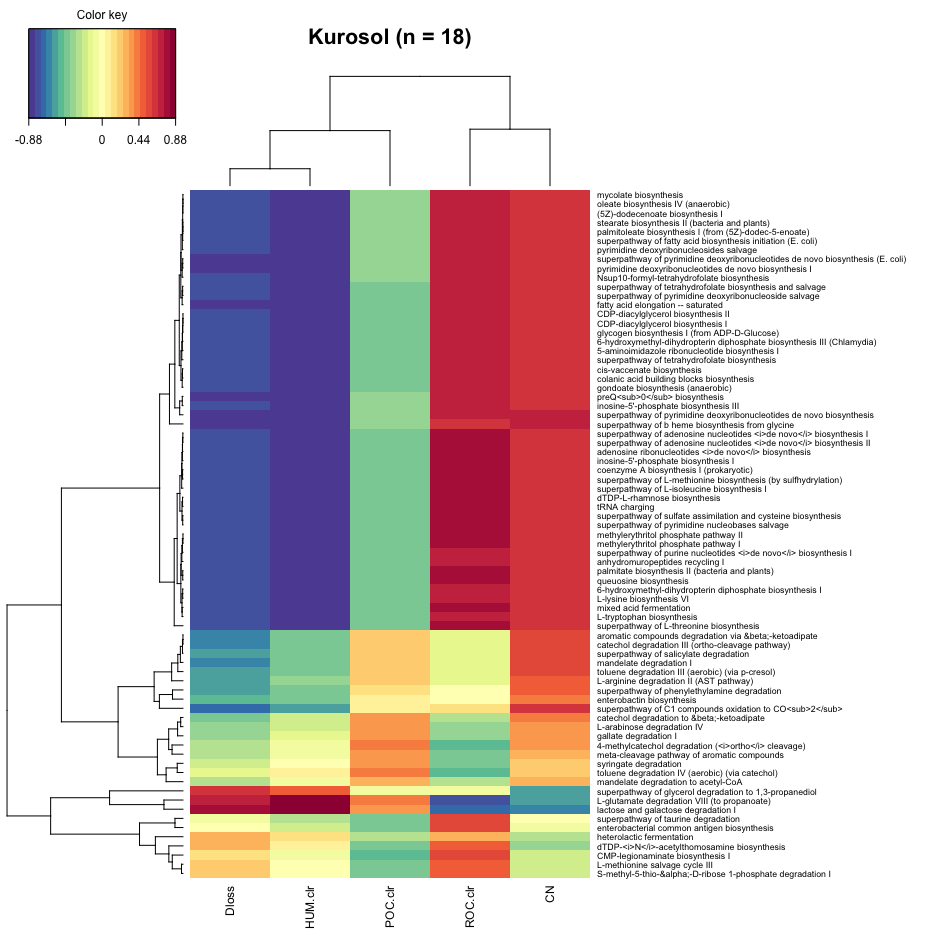 Color key
-0.88 0 0.44 0.88
Kurosol (n = 18)
mycolate biosynthesis
oleate biosynthesis IV (anaerobic)
(5Z)-dodecenoate biosynthesis I
stearate biosynthesis II (bacteria and plants)
palmitoleate biosynthesis I (from (5Z)-dodec-5-enoate)
superpathway of fatty acid biosynthesis initiation (E. coli)
pyrimidine deoxyribonucleosides salvage
superpathway of pyrimidine deoxyribonucleotides de novo biosynthesis (E. coli)
pyrimidine deoxyribonucleotides de novo biosynthesis I
Nsup10-formyl-tetrahydrofolate biosynthesis
superpathway of tetrahydrofolate biosynthesis and salvage
superpathway of pyrimidine deoxyribonucleoside salvage
fatty acid elongation -- saturated
CDP-diacylglycerol biosynthesis II
CDP-diacylglycerol biosynthesis I
glycogen biosynthesis I (from ADP-D-Glucose)
6-hydroxymethyl-dihydropterin diphosphate biosynthesis III (Chlamydia)
5-aminoimidazole ribonucleotide biosynthesis I
superpathway of tetrahydrofolate biosynthesis
cis-vaccenate biosynthesis
colanic acid building blocks biosynthesis
gondoate biosynthesis (anaerobic)
preQ<sub>0</sub> biosynthesis
inosine-5'-phosphate biosynthesis III
superpathway of pyrimidine deoxyribonucleotides de novo biosynthesis
superpathway of b heme biosynthesis from glycine
superpathway of adenosine nucleotides <i>de novo</i> biosynthesis I
superpathway of adenosine nucleotides <i>de novo</i> biosynthesis II
adenosine ribonucleotides <i>de novo</i> biosynthesis
inosine-5'-phosphate biosynthesis I
coenzyme A biosynthesis I (prokaryotic)
superpathway of L-methionine biosynthesis (by sulfhydrylation)
superpathway of L-isoleucine biosynthesis I
dTDP-L-rhamnose biosynthesis
tRNA charging
superpathway of sulfate assimilation and cysteine biosynthesis
superpathway of pyrimidine nucleobases salvage
methylerythritol phosphate pathway II
methylerythritol phosphate pathway I
superpathway of purine nucleotides <i>de novo</i> biosynthesis I
anhydromuropeptides recycling I
palmitate biosynthesis II (bacteria and plants)
queuosine biosynthesis
6-hydroxymethyl-dihydropterin diphosphate biosynthesis I
L-lysine biosynthesis VI
mixed acid fermentation
L-tryptophan biosynthesis
superpathway of L-threonine biosynthesis
aromatic compounds degradation via &beta;-ketoadipate
catechol degradation III (ortho-cleavage pathway)
superpathway of salicylate degradation
mandelate degradation I
toluene degradation III (aerobic) (via p-cresol)
L-arginine degradation II (AST pathway)
superpathway of phenylethylamine degradation
enterobactin biosynthesis
superpathway of C1 compounds oxidation to CO<sub>2</sub>
catechol degradation to &beta;-ketoadipate
L-arabinose degradation IV
gallate degradation I
4-methylcatechol degradation (<i>ortho</i> cleavage)
meta-cleavage pathway of aromatic compounds
syringate degradation
toluene degradation IV (aerobic) (via catechol)
mandelate degradation to acetyl-CoA
superpathway of glycerol degradation to 1,3-propanediol
L-glutamate degradation VIII (to propanoate)
lactose and galactose degradation I
superpathway of taurine degradation
enterobacterial common antigen biosynthesis
heterolactic fermentation
dTDP-<i>N</i>-acetylthomosamine biosynthesis
CMP-legionaminate biosynthesis I
L-methionine salvage cycle III
S-methyl-5-thio-&alpha;-D-ribose 1-phosphate degradation I
Dloss
HUM.clr
POC.clr
ROC.clr
CN